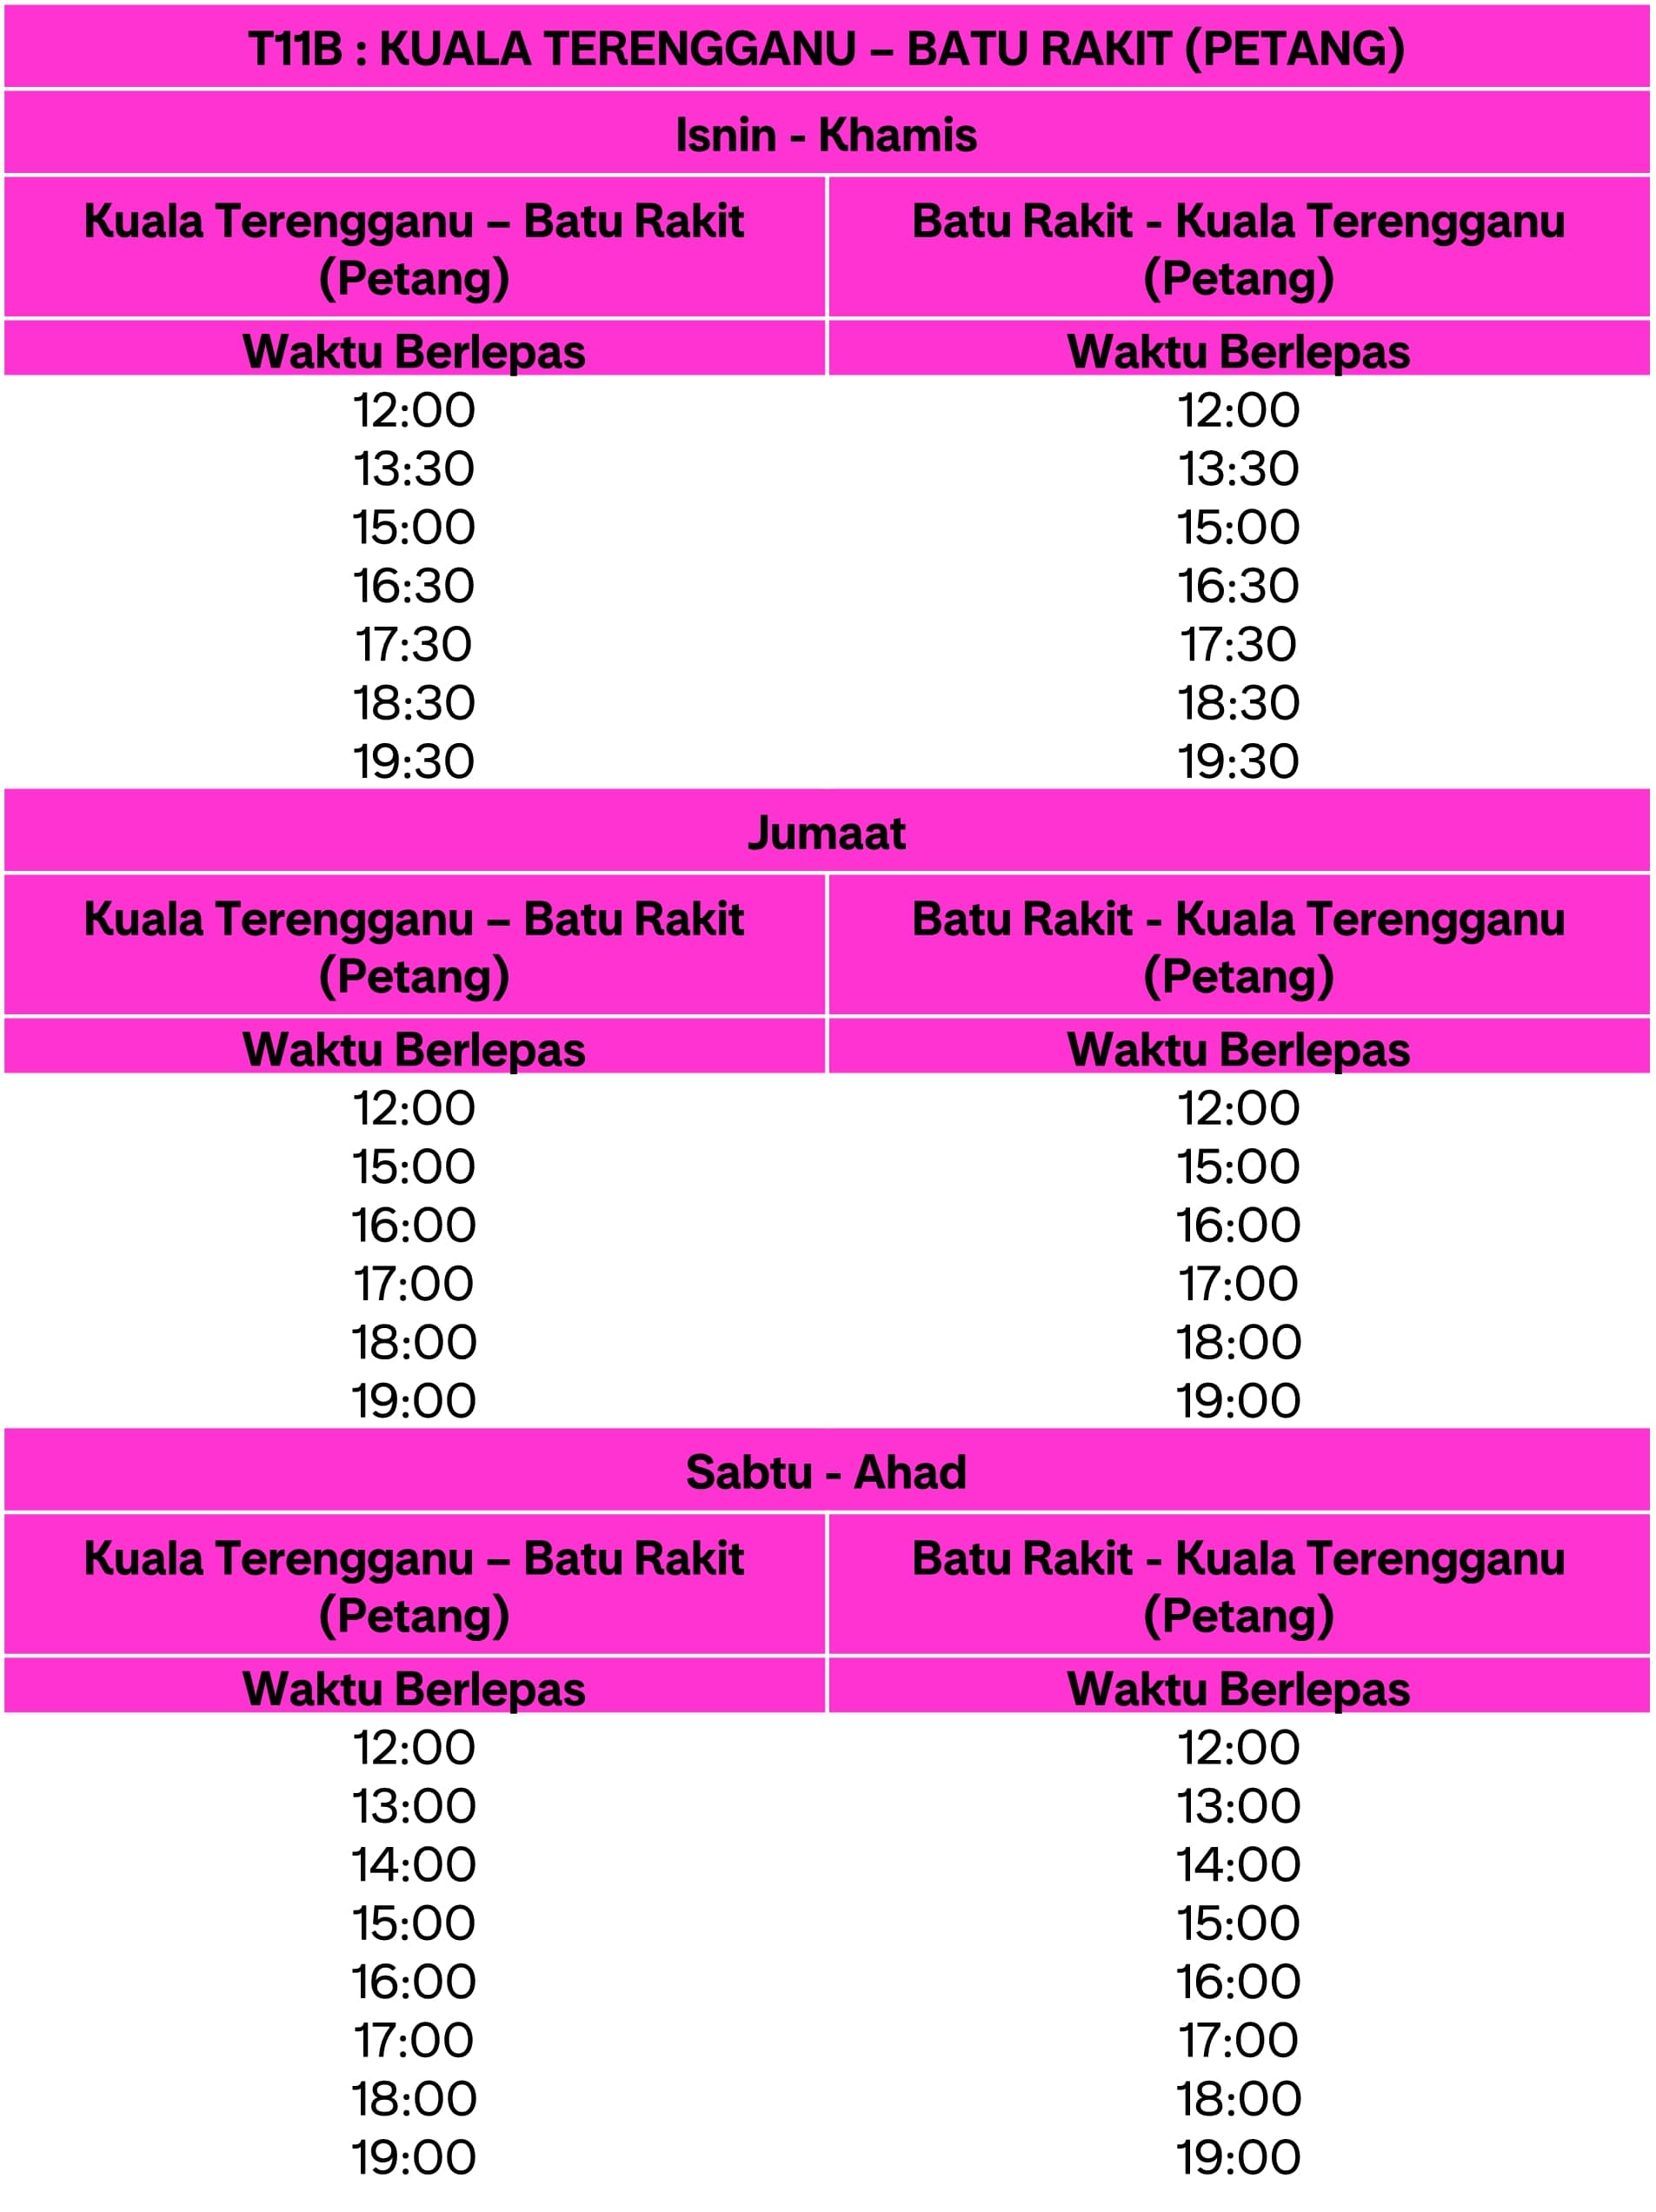 T11B : KUALA TERENGGANU – BATU RAKIT (PETANG)
Isnin - Khamis
Kuala Terengganu – Batu Rakit (Petang)
Batu Rakit - Kuala Terengganu (Petang)
Waktu Berlepas Waktu Berlepas
12:00 12:00
13:30 13:30
15:00 15:00
16:30 16:30
17:30 17:30
18:30 18:30
19:30 19:30
Jumaat
Kuala Terengganu – Batu Rakit (Petang)
Batu Rakit - Kuala Terengganu (Petang)
Waktu Berlepas Waktu Berlepas
12:00 12:00
15:00 15:00
16:00 16:00
17:00 17:00
18:00 18:00
19:00 19:00
Sabtu - Ahad
Kuala Terengganu – Batu Rakit (Petang)
Batu Rakit - Kuala Terengganu (Petang)
Waktu Berlepas Waktu Berlepas
12:00 12:00
13:00 13:00
14:00 14:00
15:00 15:00
16:00 16:00
17:00 17:00
18:00 18:00
19:00 19:00